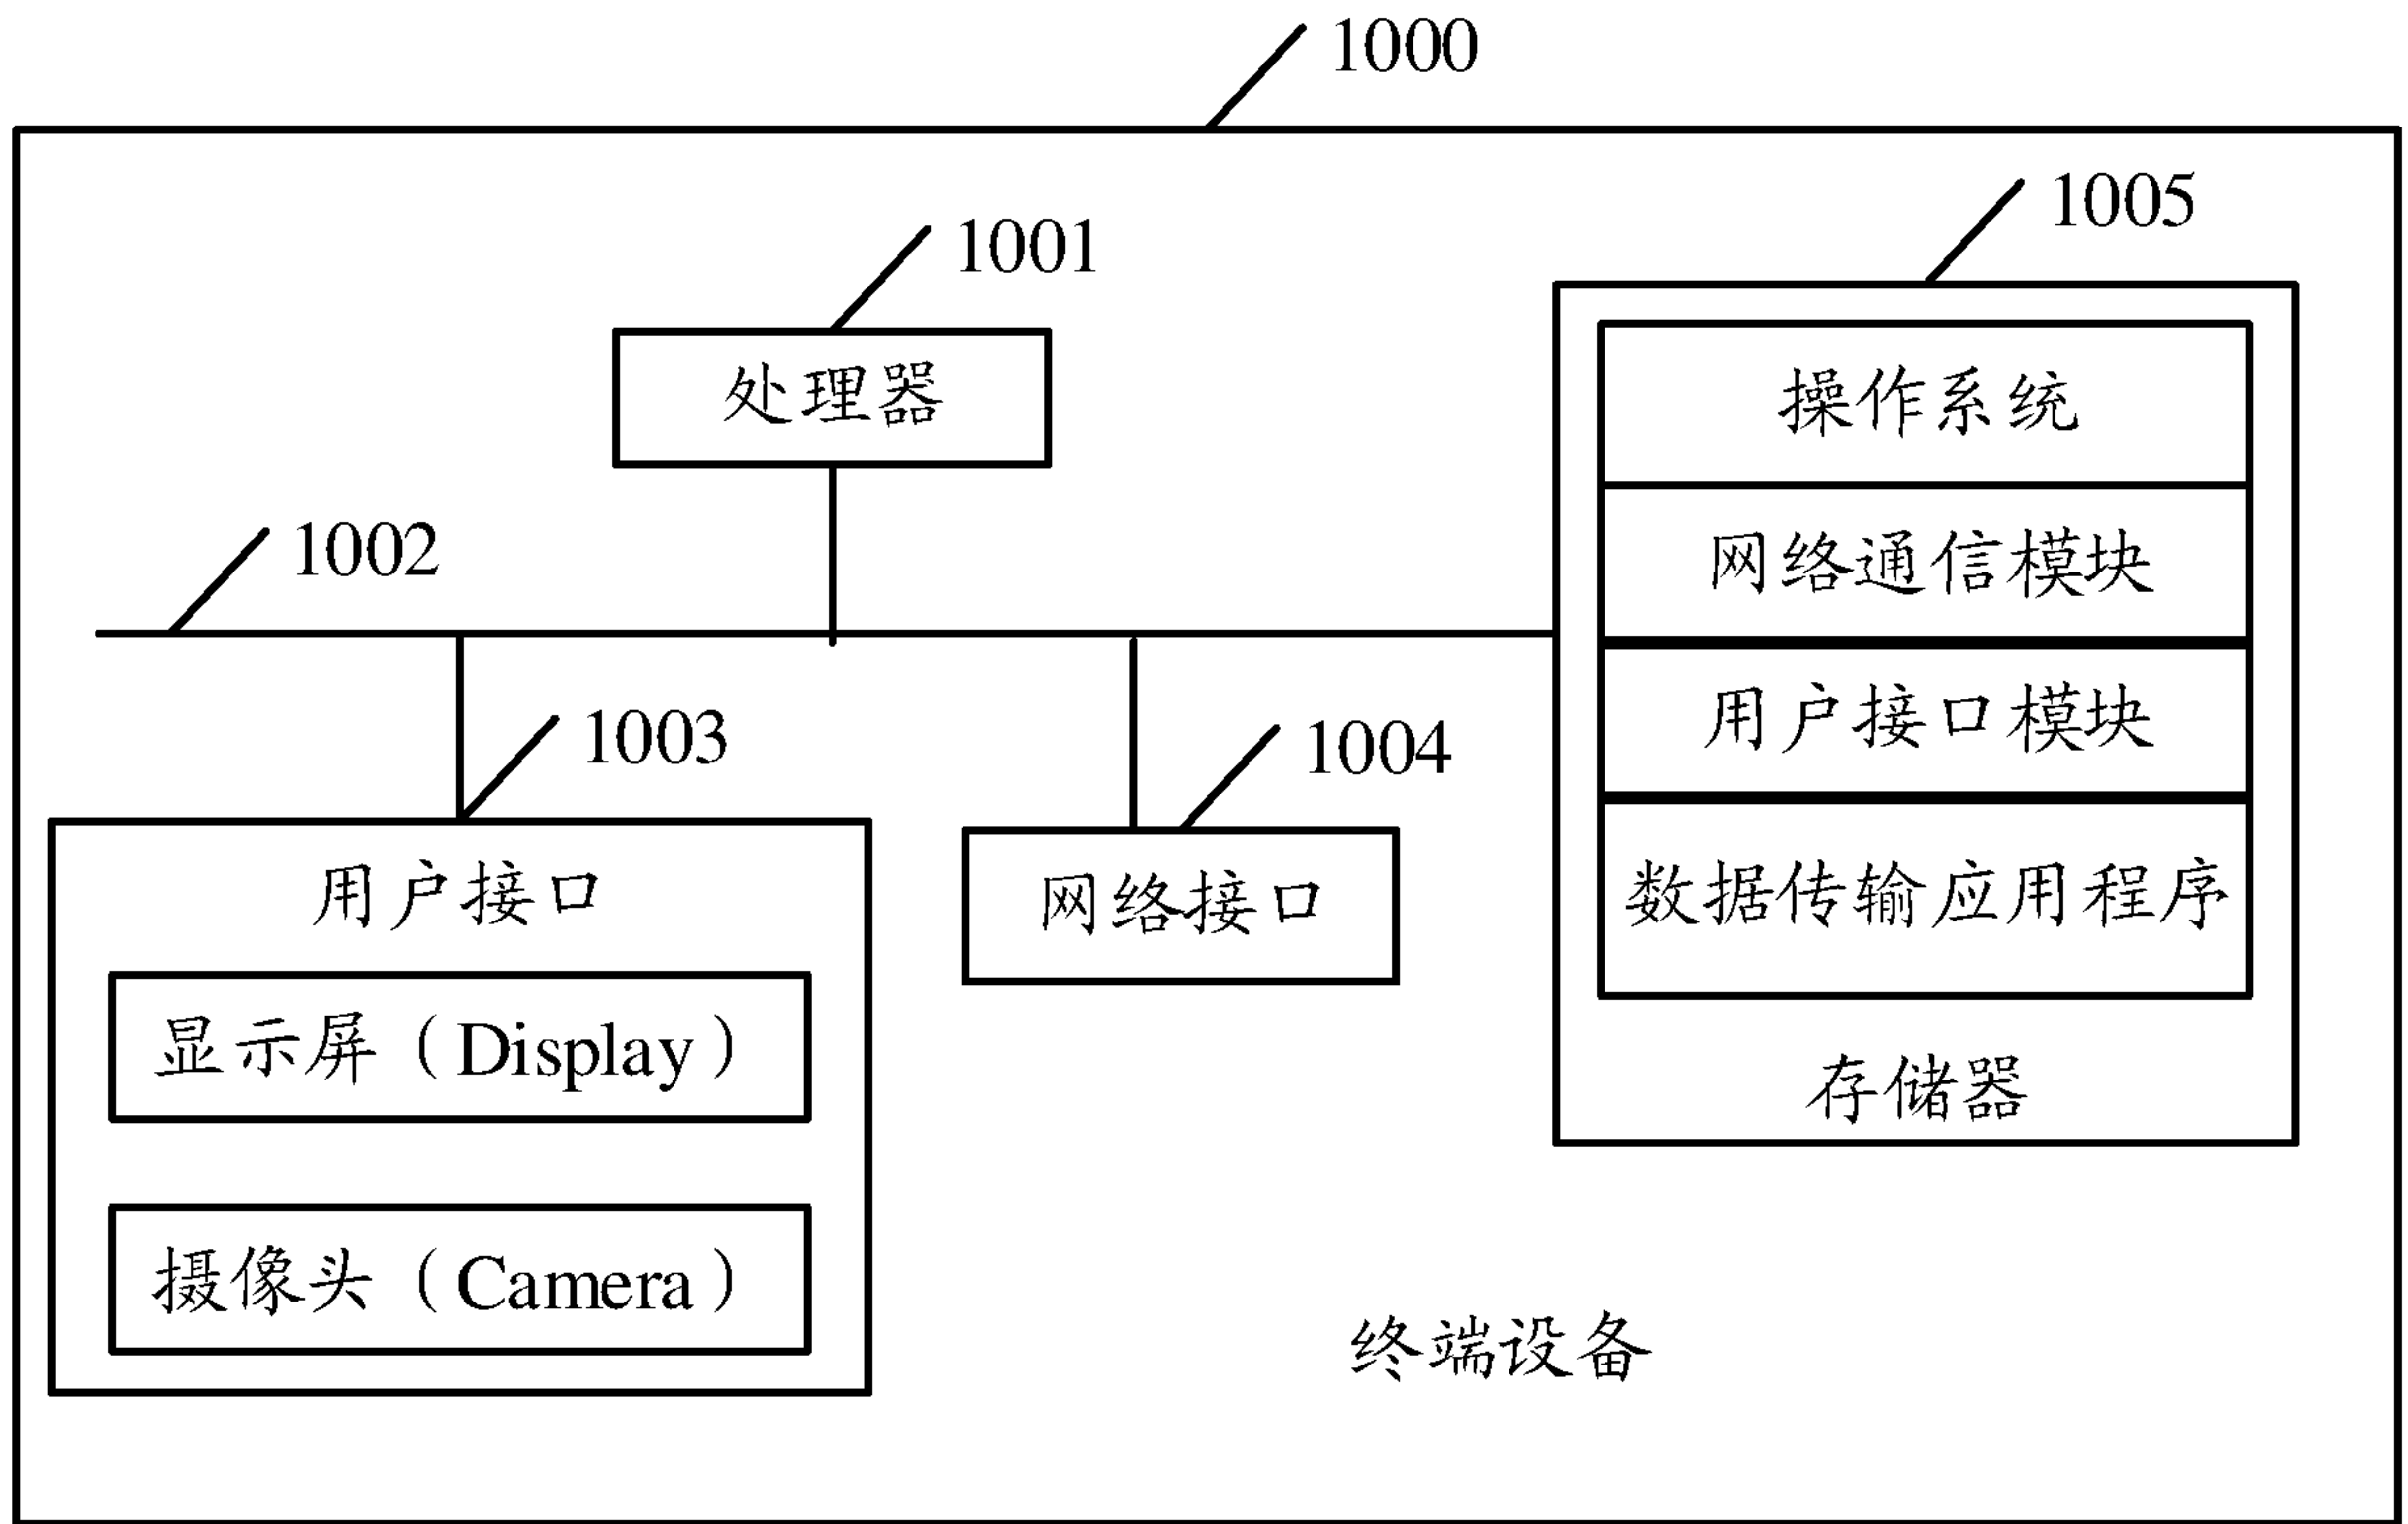 1000
1005
1001
处理器
操作系统
1002
网络通信模块
用户接口模块
1003
1004
用户接口
网络接口
数据传输应用程序
显示屏（Display）
存储器
摄像头（Camera）
终端设备